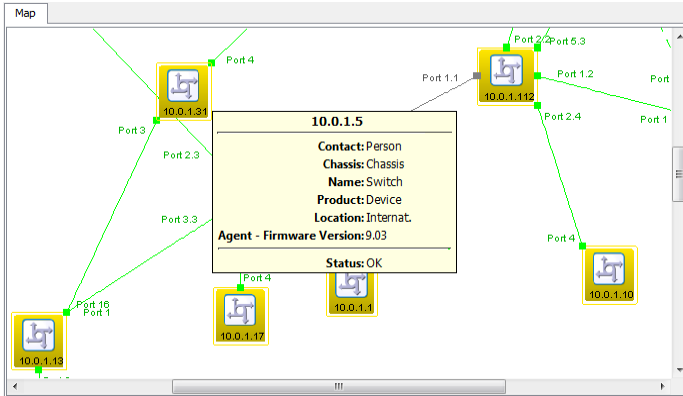 Map
Port 4
Port 2.2
Port 5.3
Port 1.1
Port 1.2
Port
10.0.1.31
10.0.1.112
Port 3
Port 2.4
Port 1
10.0.1.5
Contact: Person
Port 2.3
Chassis: Chassis
Name: Switch
Product: Device
Port 3.3
Location: Internat.
Agent - Firmware Version: 9.03
Port 4
Status: OK
Port 4
10.0.1.10
Port 16
Port 1
10.0.1.17
10.0.1.1
10.0.1.13